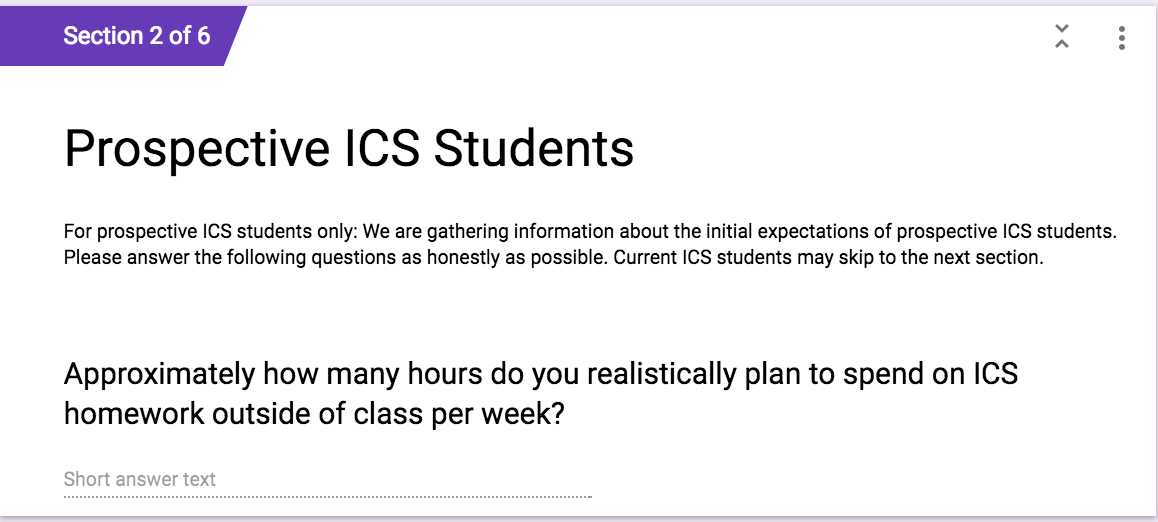 Section 2 of 6
Prospective ICS Students
For prospective ICS students only: We are gathering information about the initial expectations of prospective ICS students.
Please answer the following questions as honestly as possible. Current ICS students may skip to the next section.
Approximately how many hours do you realistically plan to spend on ICS
homework outside of class per week?
Short answer text